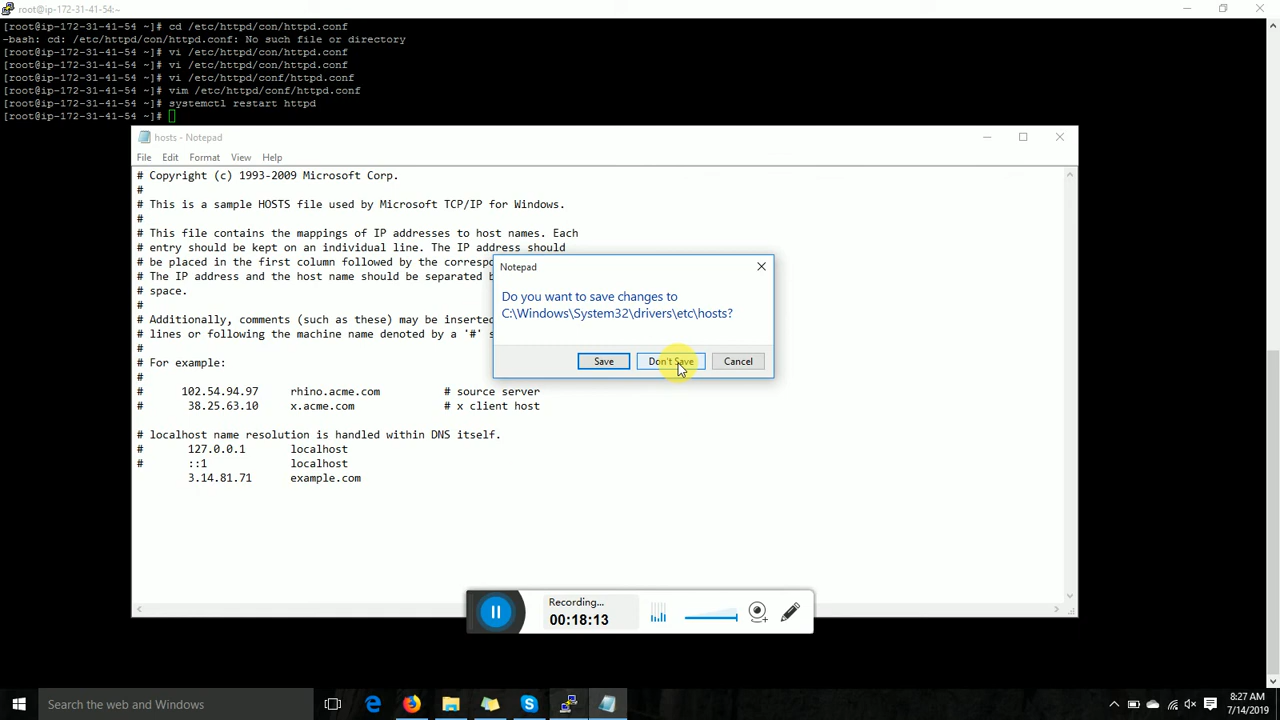 root@ip-172-31-41-54:~
[root@ip-172-31-41-54 ~]# cd /etc/httpd/con/httpd.conf
-bash: cd: /etc/httpd/con/httpd.conf: No such file or directory
[root@ip-172-31-41-54 ~]# vi /etc/httpd/con/httpd.conf
[root@ip-172-31-41-54 ~]# vi /etc/httpd/con/httpd.conf
[root@ip-172-31-41-54 ~]# vi /etc/httpd/conf/httpd.conf
[root@ip-172-31-41-54 ~]# vim /etc/httpd/conf/httpd.conf
[root@ip-172-31-41-54 ~]# systemctl restart httpd
[root@ip-172-31-41-54 ~]#
hosts - Notepad
File Edit Format View Help
# Copyright (c) 1993-2009 Microsoft Corp.
#
# This is a sample HOSTS file used by Microsoft TCP/IP for Windows.
#
# This file contains the mappings of IP addresses to host names. Each
# entry should be kept on an individual line. The IP address should
# be placed in the first column followed by the
# The IP address and the host name should be separated
# space.
#
# Additionally, comments (such as these) may be
# lines or following the machine name denoted by a '#'
#
# For example:
#
# 102.54.94.97 rhino.acme.com # source server
# 38.25.63.10 x.acme.com # x client host
# localhost name resolution is handled within DNS itself.
# 127.0.0.1 localhost
# ::1 localhost
3.14.81.71 example.com
Notepad
Do you want to save changes to
C:\Windows\System32\drivers\etc\hosts?
Save Don't Save Cancel
Recording...
00:18:13
Search the web and Windows
8:27 AM
7/14/2019